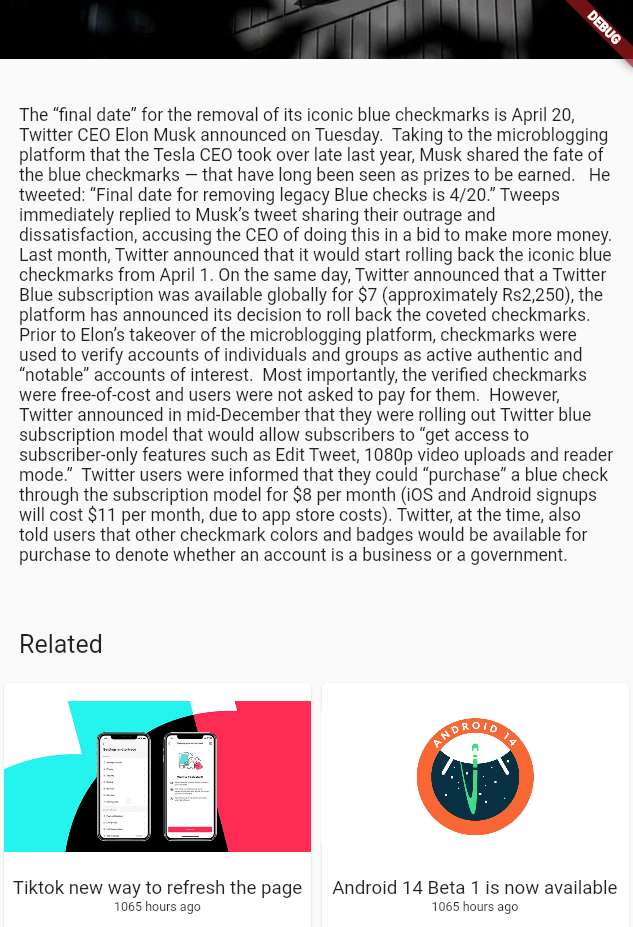 DEBUG
The “final date” for the removal of its iconic blue checkmarks is April 20,
Twitter CEO Elon Musk announced on Tuesday.  Taking to the microblogging
platform that the Tesla CEO took over late last year, Musk shared the fate of
the blue checkmarks — that have long been seen as prizes to be earned.   He
tweeted: “Final date for removing legacy Blue checks is 4/20.” Tweeps
immediately replied to Musk’s tweet sharing their outrage and
dissatisfaction, accusing the CEO of doing this in a bid to make more money.
Last month, Twitter announced that it would start rolling back the iconic blue
checkmarks from April 1. On the same day, Twitter announced that a Twitter
Blue subscription was available globally for $7 (approximately Rs2,250), the
platform has announced its decision to roll back the coveted checkmarks.
Prior to Elon’s takeover of the microblogging platform, checkmarks were
used to verify accounts of individuals and groups as active authentic and
“notable” accounts of interest.  Most importantly, the verified checkmarks
were free-of-cost and users were not asked to pay for them.  However,
Twitter announced in mid-December that they were rolling out Twitter blue
subscription model that would allow subscribers to “get access to
subscriber-only features such as Edit Tweet, 1080p video uploads and reader
mode.”  Twitter users were informed that they could “purchase” a blue check
through the subscription model for $8 per month (iOS and Android signups
will cost $11 per month, due to app store costs). Twitter, at the time, also
told users that other checkmark colors and badges would be available for
purchase to denote whether an account is a business or a government.
Related
ANDROID 14
Tiktok new way to refresh the page
1065 hours ago
Android 14 Beta 1 is now available
1065 hours ago